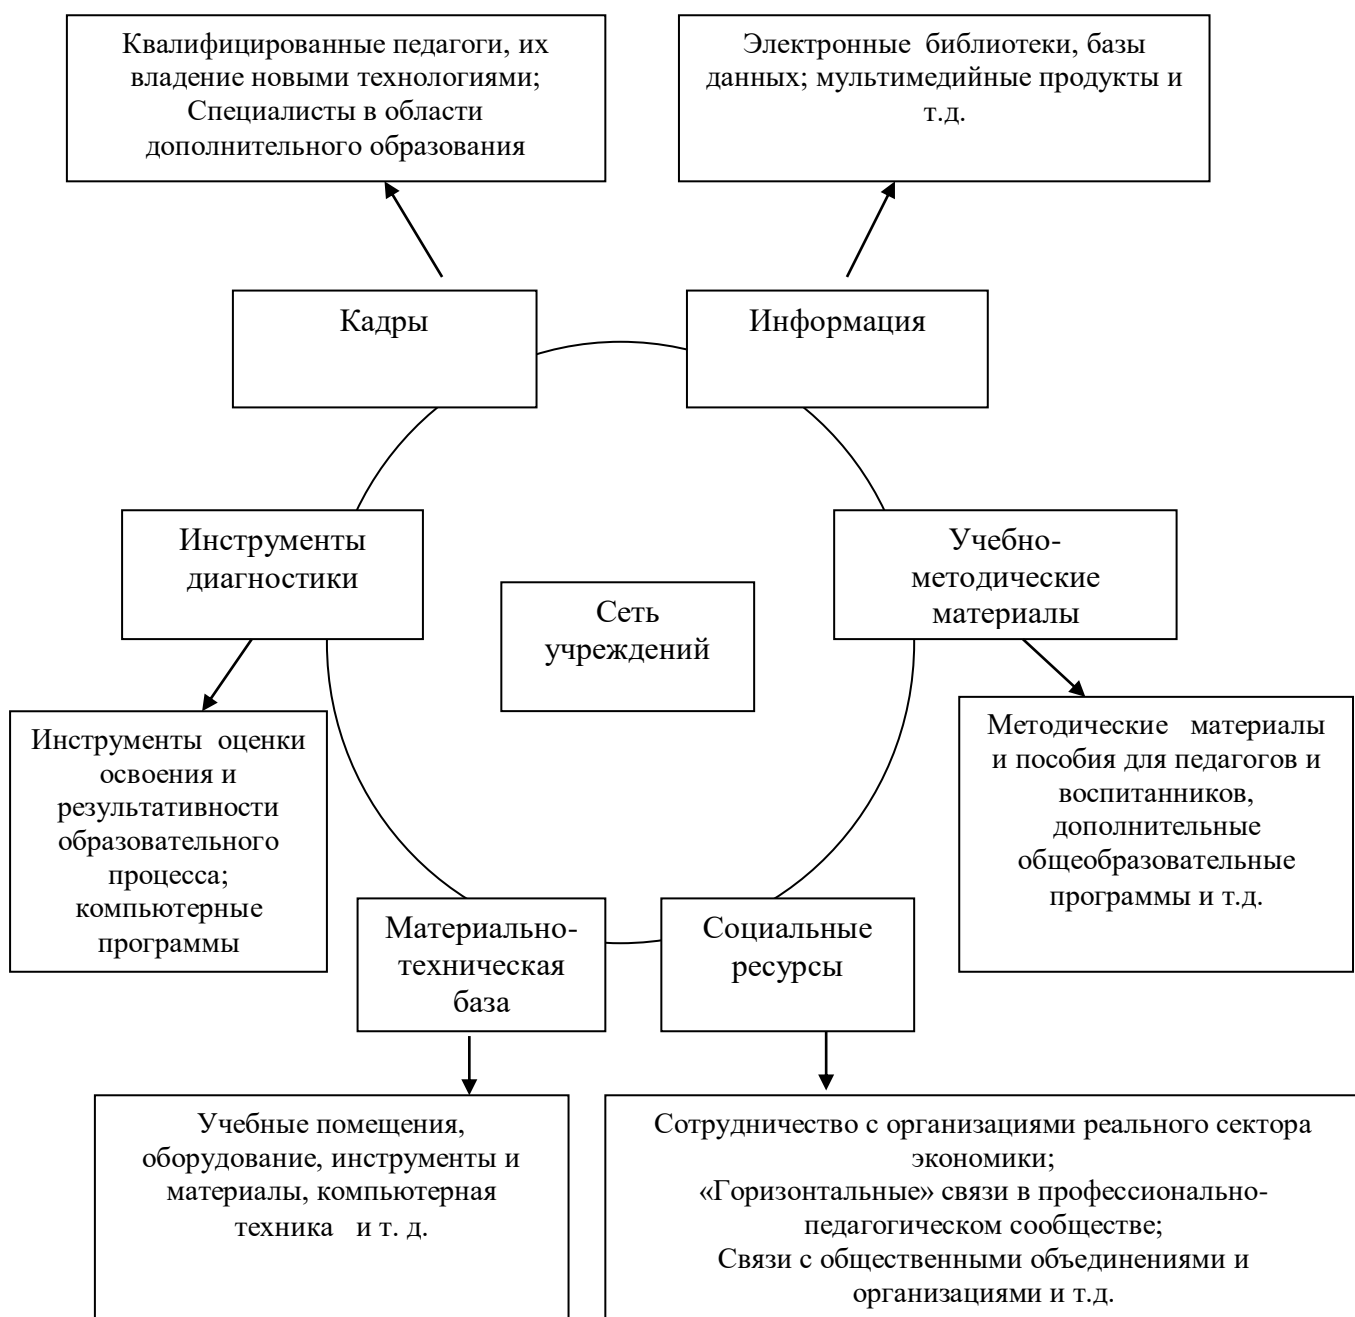 Квалифицированные педагоги, их
владение новыми технологиями;
Специалисты в области
дополнительного образования
Электронные библиотеки, базы
данных; мультимедийные продукты и
т.д.
Кадры
Информация
Инструменты
диагностики
Учебно-
методические
материалы
Сеть
учреждений
Инструменты оценки
освоения и
результативности
образовательного
процесса;
компьютерные
программы
Методические материалы
и пособия для педагогов и
воспитанников,
дополнительные
общеобразовательные
программы и т.д.
Материально-
техническая
база
Социальные
ресурсы
Учебные помещения,
оборудование, инструменты и
материалы, компьютерная
техника и т. д.
Сотрудничество с организациями реального сектора
экономики;
«Горизонтальные» связи в профессионально-
педагогическом сообществе;
Связи с общественными объединениями и
организациями и т.д.